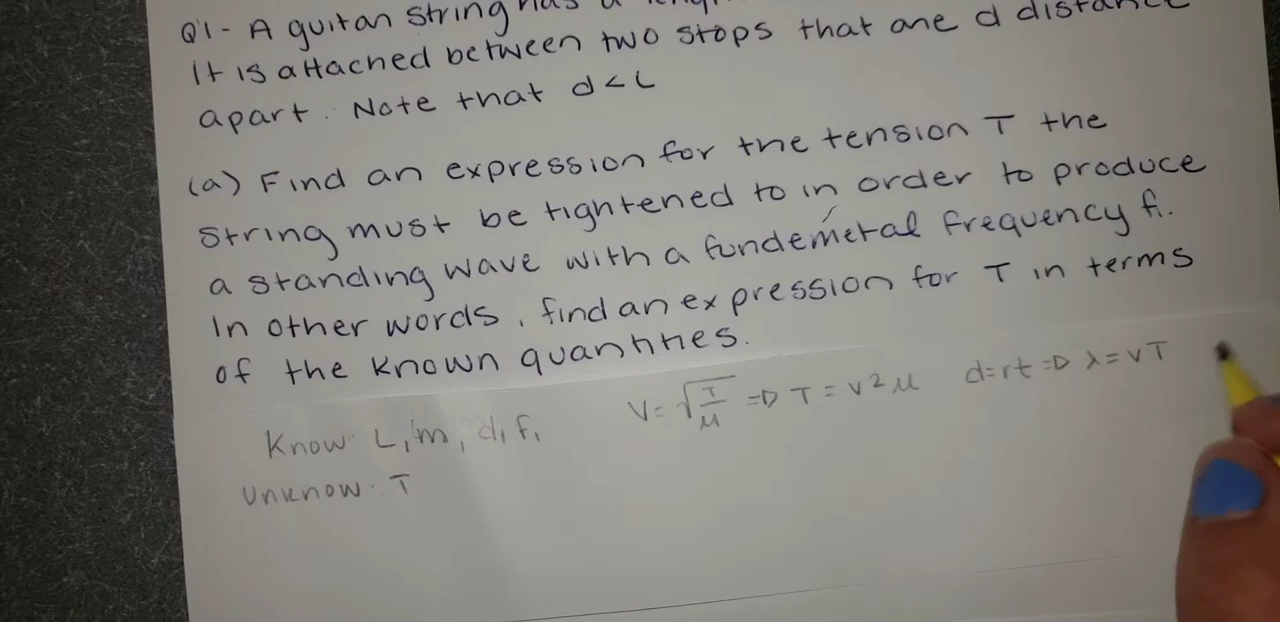 Q1- A guitar string has a
It is attached between two stops that are d distance
apart. Note that d<L
(a) Find an expression for the tension T the
string must be tightened to in order to produce
a standing wave with a fundemetal frequency f1.
In other words, find an expression for T in terms
of the known quantities.
V=√T/μ => T = v²μ d=rt => λ=vT
Know: L, m, d, f1
Unknow: T